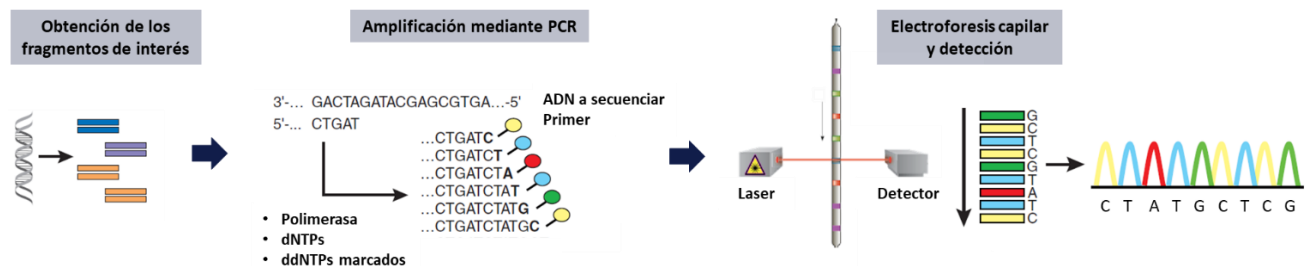 Obtención de los
fragmentos de interés
Amplificación mediante PCR
3'-... GACTAGATACGAGCGTGA...-5'
5'-... CTGAT
ADN a secuenciar
Primer
...CTGATC
...CTGATCT
...CTGATCTA
...CTGATCTAT
...CTGATCTATG
...CTGATCTATGC
• Polimerasa
• dNTPs
• ddNTPs marcados
Electroforesis capilar
y detección
Laser
Detector
G
C
T
C
G
T
A
T
C
C T A T G C T C G